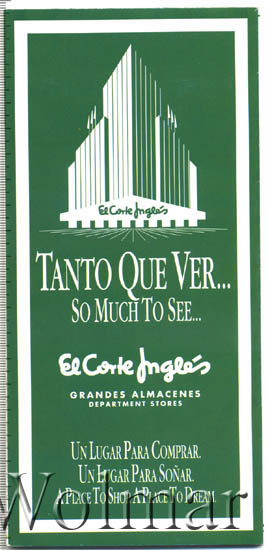 El Corte Inglés
TANTO QUE VER...
SO MUCH TO SEE...
El Corte Inglés
GRANDES ALMACENES
DEPARTMENT STORES
UN LUGAR PARA COMPRAR.
UN LUGAR PARA SOÑAR.
A PLACE TO SHOP. A PLACE TO DREAM.
Wolmar